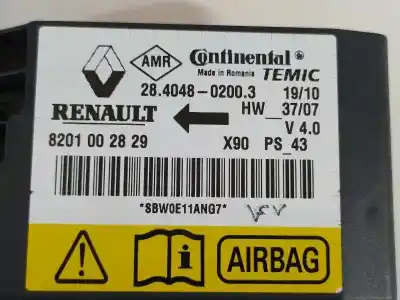 AMR Continental
Made in Romania TEMIC
28.4048-0200.3 19/10
RENAULT HW__37/07
V 4.0
8201 00 28 29 X90 PS_43
*SBW0E11ANG7*
i AIRBAG